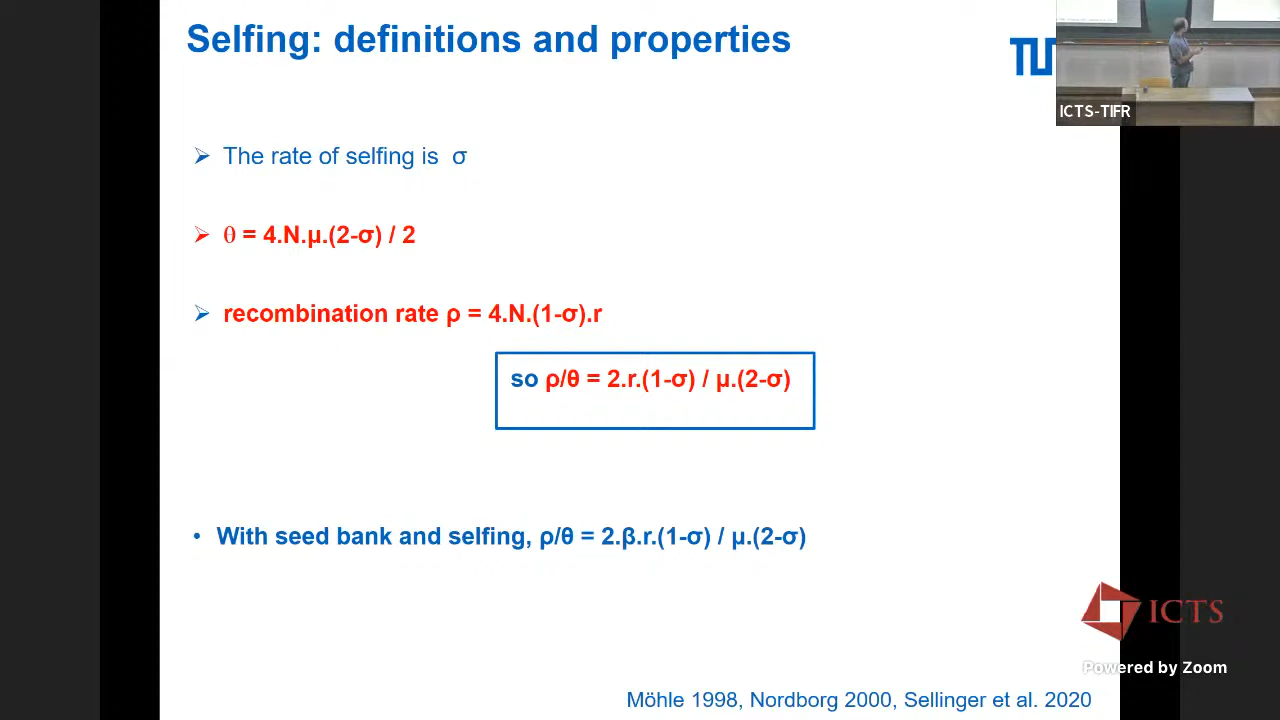 Selfing: definitions and properties
ICTS-TIFR
The rate of selfing is σ
θ = 4.N.μ.(2-σ) / 2
recombination rate ρ = 4.N.(1-σ).r
so ρ/θ = 2.r.(1-σ) / μ.(2-σ)
With seed bank and selfing, ρ/θ = 2.β.r.(1-σ) / μ.(2-σ)
ICTS
Powered by Zoom
Möhle 1998, Nordborg 2000, Sellinger et al. 2020